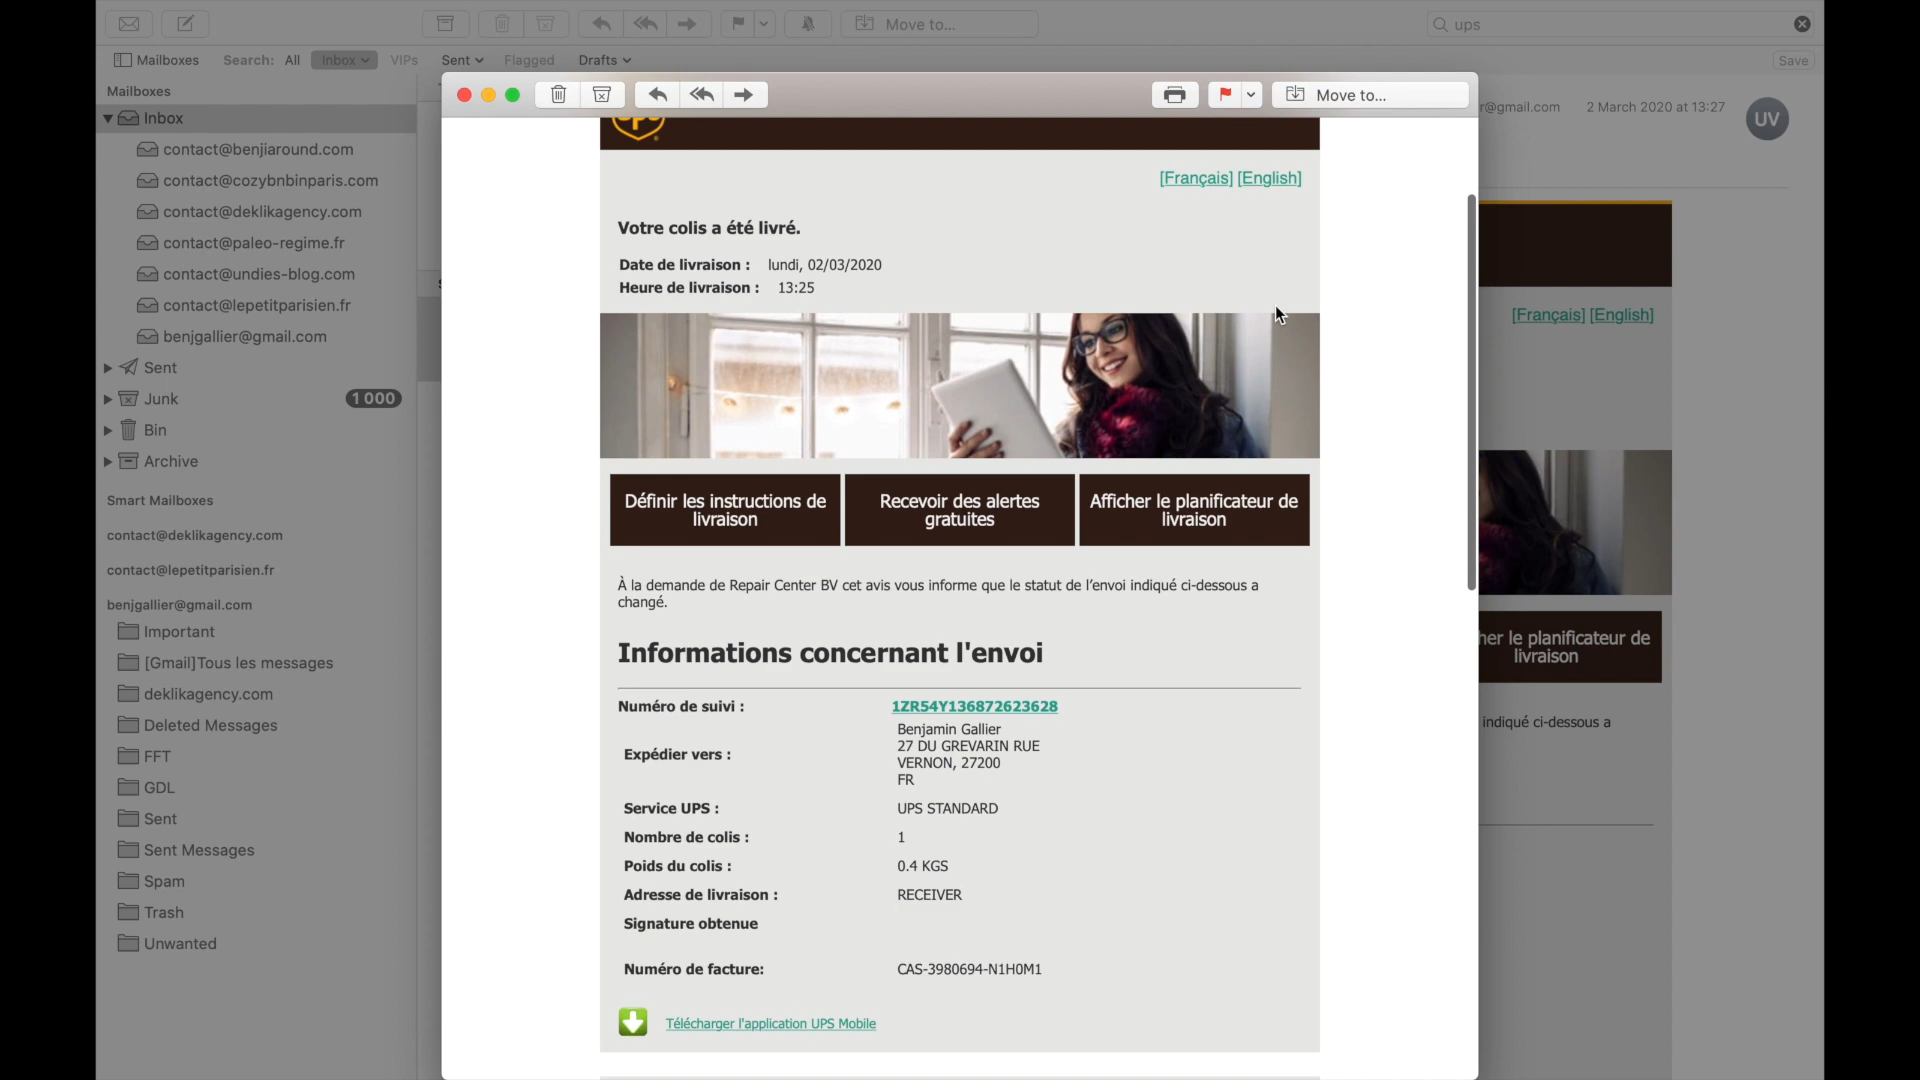 Move to...
ups
Mailboxes
Search:
All
Inbox
VIPs
Sent
Flagged
Drafts
Save
Mailboxes
Inbox
contact@benjiaround.com
contact@cozybnbinparis.com
contact@deklikagency.com
contact@paleo-regime.fr
contact@undies-blog.com
contact@lepetitparisien.fr
benjgallier@gmail.com
Sent
Junk
1 000
Bin
Archive
Smart Mailboxes
contact@deklikagency.com
contact@lepetitparisien.fr
benjgallier@gmail.com
Important
[Gmail]Tous les messages
deklikagency.com
Deleted Messages
FFT
GDL
Sent
Sent Messages
Spam
Trash
Unwanted
Move to...
ups
[Français] [English]
Votre colis a été livré.
Date de livraison : lundi, 02/03/2020
Heure de livraison : 13:25
Définir les instructions de
livraison
Recevoir des alertes
gratuites
Afficher le planificateur de
livraison
À la demande de Repair Center BV cet avis vous informe que le statut de l'envoi indiqué ci-dessous a
changé.
Informations concernant l'envoi
Numéro de suivi : 1ZR54Y136872623628
Expédier vers :
Benjamin Gallier
27 DU GREVARIN RUE
VERNON, 27200
FR
Service UPS : UPS STANDARD
Nombre de colis : 1
Poids du colis : 0.4 KGS
Adresse de livraison : RECEIVER
Signature obtenue
Numéro de facture: CAS-3980694-N1H0M1
Télécharger l'application UPS Mobile
r@gmail.com
2 March 2020 at 13:27
UV
[Français] [English]
her le planificateur de
livraison
indiqué ci-dessous a